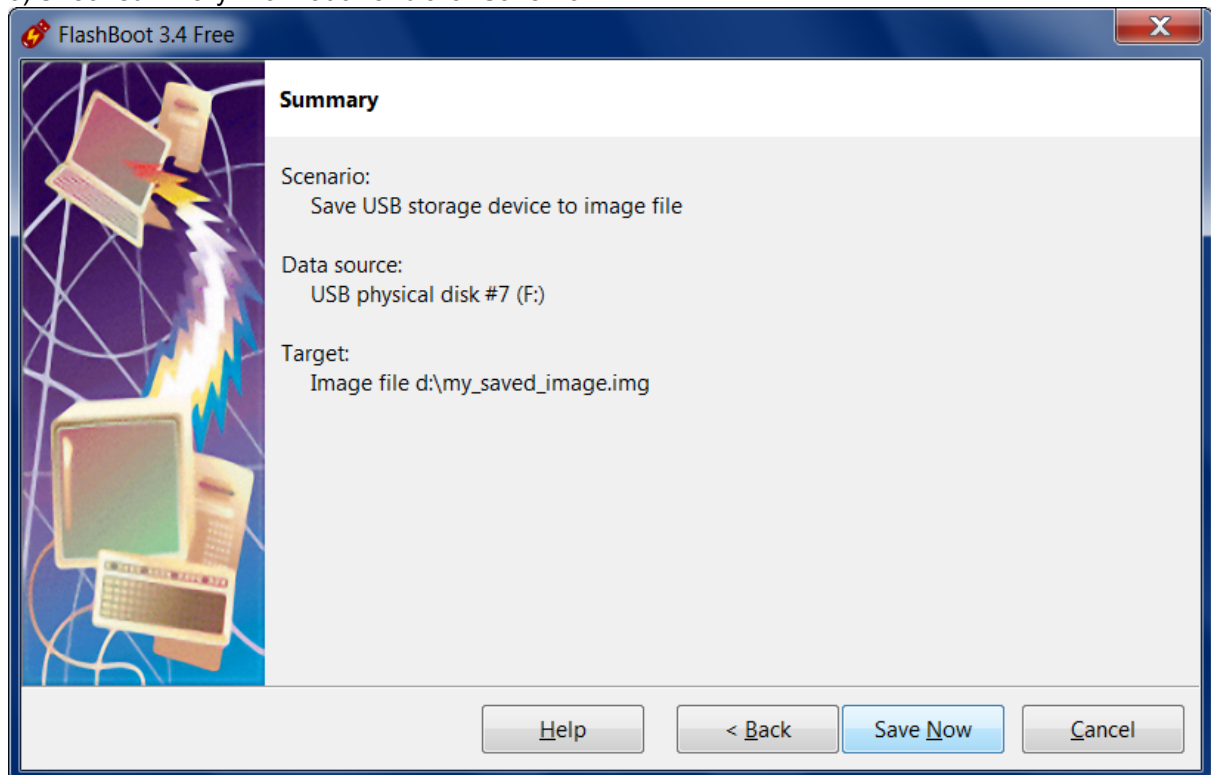 FlashBoot 3.4 Free
Summary
Scenario:
Save USB storage device to image file
Data source:
USB physical disk #7 (F:)
Target:
Image file d:\my_saved_image.img
Help
< Back
Save Now
Cancel